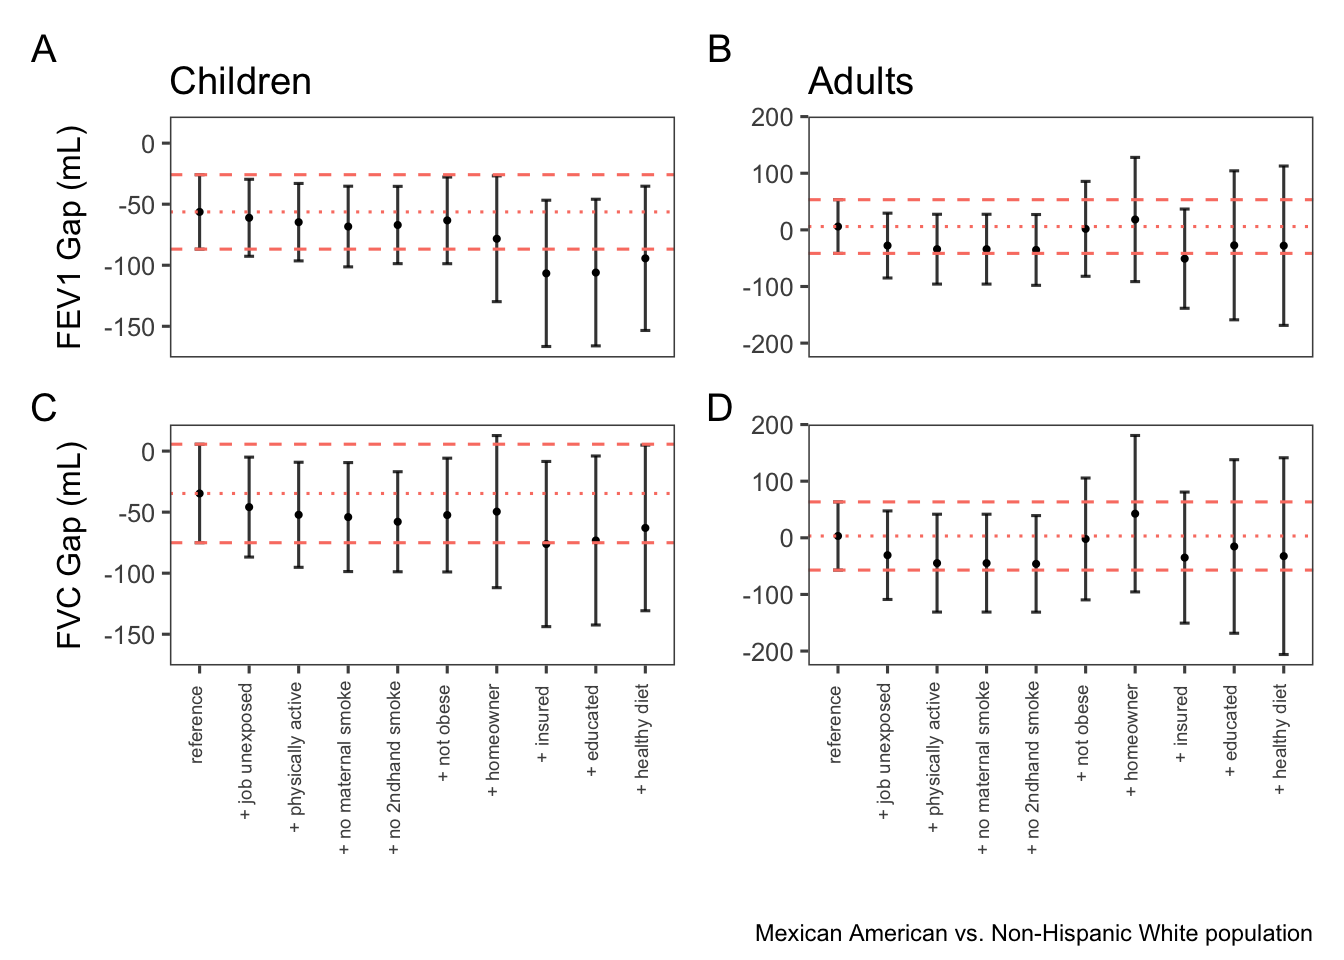 A
Children
FEV1 Gap (mL)
0
-50
-100
-150
B
Adults
200
100
0
-100
-200
C
FVC Gap (mL)
0
-50
-100
-150
reference
+ job unexposed
+ physically active
+ no maternal smoke
+ no 2ndhand smoke
+ not obese
+ homeowner
+ insured
+ educated
+ healthy diet
D
200
100
0
-100
-200
reference
+ job unexposed
+ physically active
+ no maternal smoke
+ no 2ndhand smoke
+ not obese
+ homeowner
+ insured
+ educated
+ healthy diet
Mexican American vs. Non-Hispanic White population